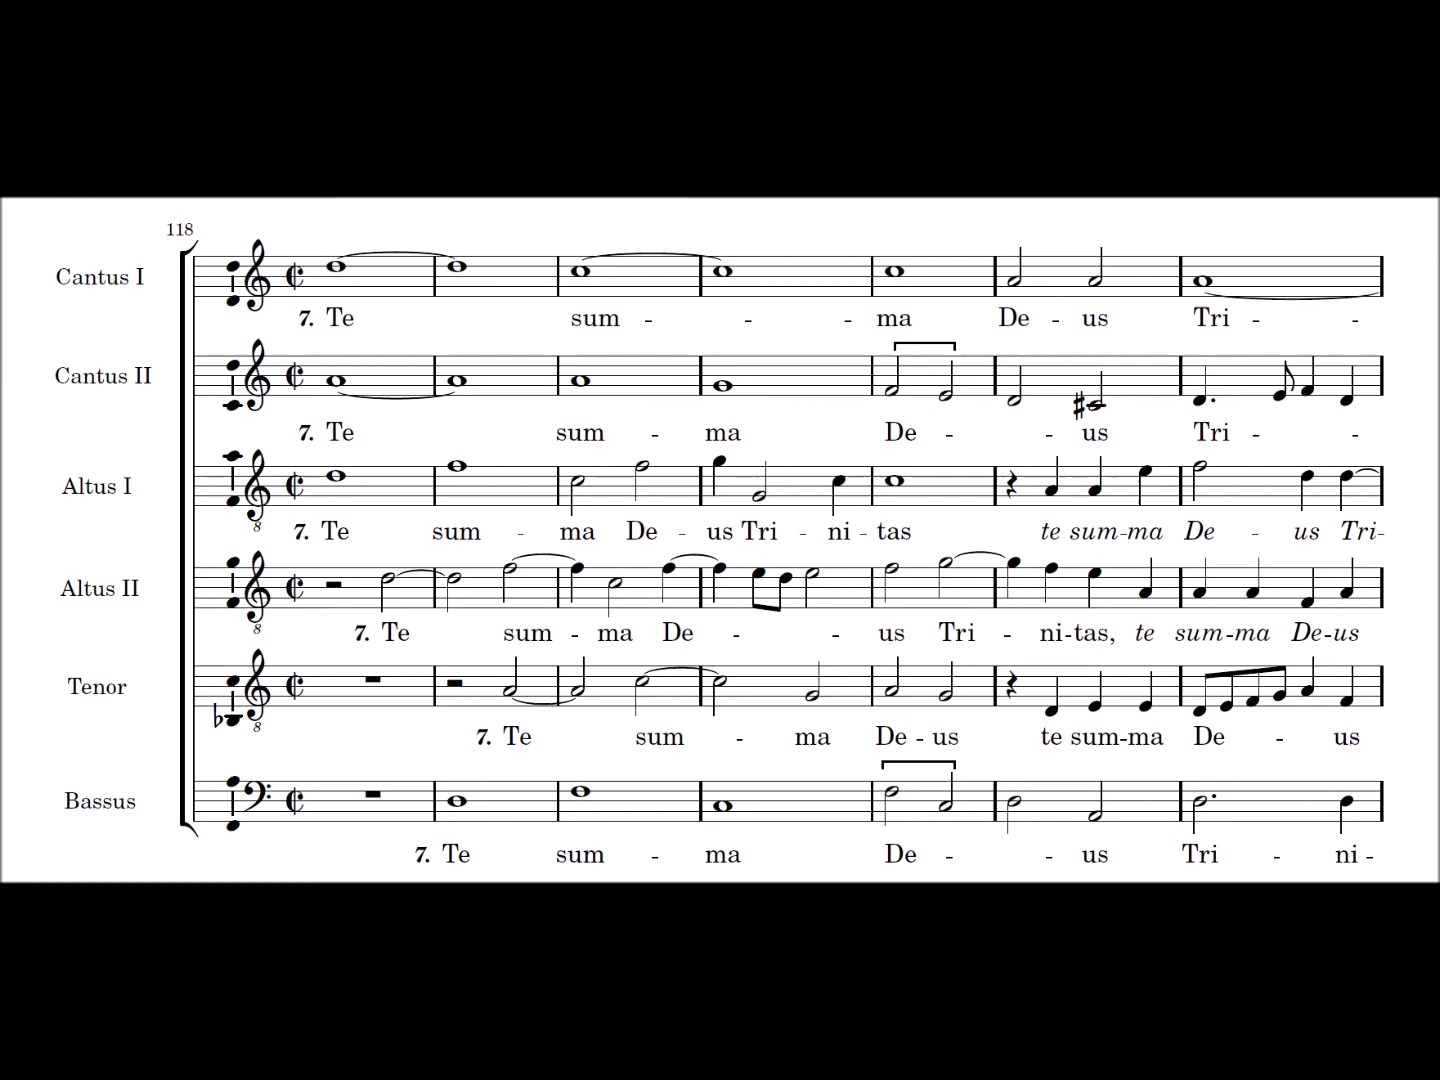 118
Cantus I
7. Te sum - - - ma De - us Tri - -
Cantus II
7. Te sum - ma De - - us Tri - -
Altus I
8
7. Te sum - ma De - us Tri - ni - tas te sum-ma De - us Tri-
Altus II
8
7. Te sum - ma De - - us Tri - ni-tas, te sum-ma De-us
Tenor
8
7. Te sum - ma De - us te sum-ma De - us
Bassus
7. Te sum - ma De - - us Tri - ni -